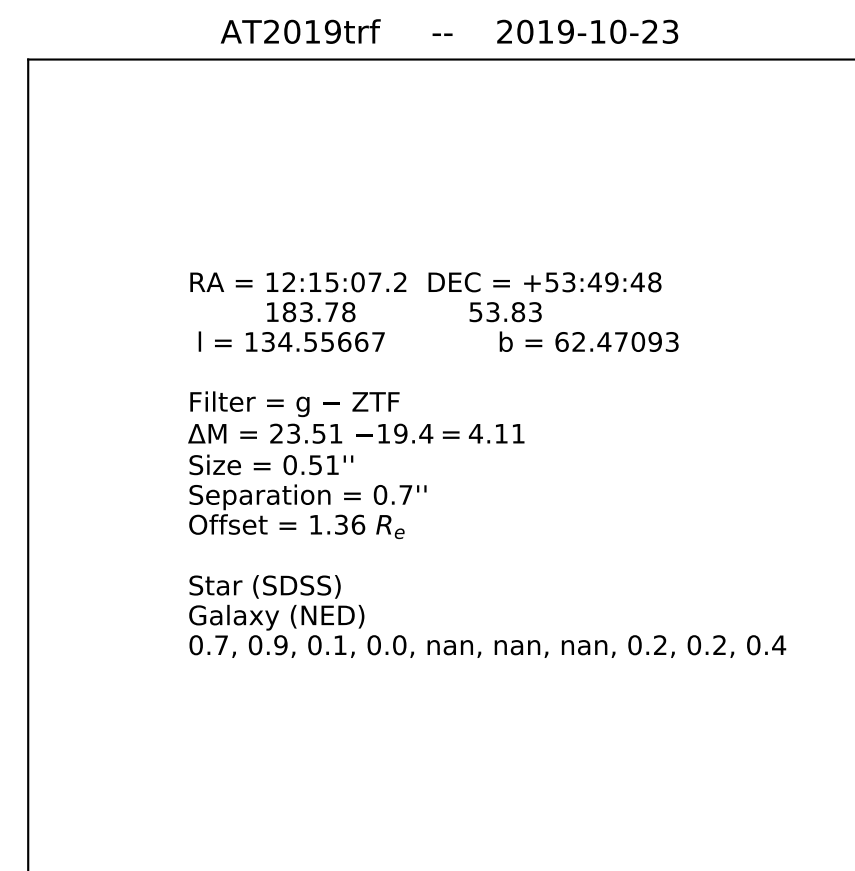 AT2019trf -- 2019-10-23
RA = 12:15:07.2 DEC = +53:49:48
183.78 53.83
l = 134.55667 b = 62.47093
Filter = g − ZTF
ΔM = 23.51 −19.4 = 4.11
Size = 0.51''
Separation = 0.7''
Offset = 1.36 Rₑ
Star (SDSS)
Galaxy (NED)
0.7, 0.9, 0.1, 0.0, nan, nan, nan, 0.2, 0.2, 0.4